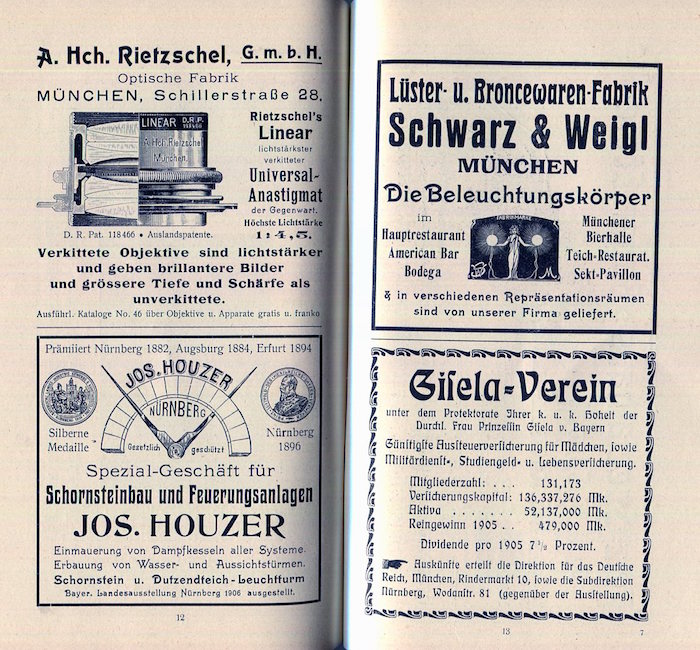 A. Hch. Rietzschel, G. m. b. H.
Optische Fabrik
MÜNCHEN, Schillerstraße 28.
LINEAR D.R.P.
118466
A. Hch. Rietzschel
München.
Rietzschel's
Linear
lichtstärkster
verkitteter
Universal-
Anastigmat
der Gegenwart.
Höchste Lichtstärke
1:4,5.
D. R. Pat. 118466 • Auslandspatente.
Verkittete Objektive sind lichtstärker
und geben brillantere Bilder
und grössere Tiefe und Schärfe als
unverkittete.
Ausführl. Kataloge No. 46 über Objektive u. Apparate gratis u. franko
Prämiiert Nürnberg 1882, Augsburg 1884, Erfurt 1894
JOS. HOUZER
NÜRNBERG
Gesetzlich geschützt
Silberne
Medaille
Nürnberg
1896
Spezial-Geschäft für
Schornsteinbau und Feuerungsanlagen
JOS. HOUZER
Einmauerung von Dampfkesseln aller Systeme.
Erbauung von Wasser- und Aussichtstürmen.
Schornstein u. Dutzendteich-Leuchtturm
Bayer. Landesausstellung Nürnberg 1906 ausgestellt.
12
Lüster- u. Broncewaren-Fabrik
Schwarz & Weigl
MÜNCHEN
Die Beleuchtungskörper
im
Hauptrestaurant
American Bar
Bodega
FABRIKMARKE
Münchener
Bierhalle
Teich-Restaurat.
Sekt-Pavillon
& in verschiedenen Repräsentationsräumen
sind von unserer Firma geliefert.
Gisela-Verein
unter dem Protektorate Ihrer k. u. k. Hoheit der
Durchl. Frau Prinzessin Gisela v. Bayern
Günstigste Aussteuerversicherung für Mädchen, sowie
Militärdienst-, Studiengeld- u. Lebensversicherung.
Mitgliederzahl: . . . 131,173
Versicherungskapital: 136,337,276 Mk.
Aktiva . . . . . . . 52,137,000 Mk.
Reingewinn 1905 . . 479,000 Mk.
Dividende pro 1905 7½ Prozent.
Auskünfte erteilt die Direktion für das Deutsche
Reich, München, Rindermarkt 10, sowie die Subdirektion
Nürnberg, Wodanstr. 81 (gegenüber der Ausstellung).
13
7